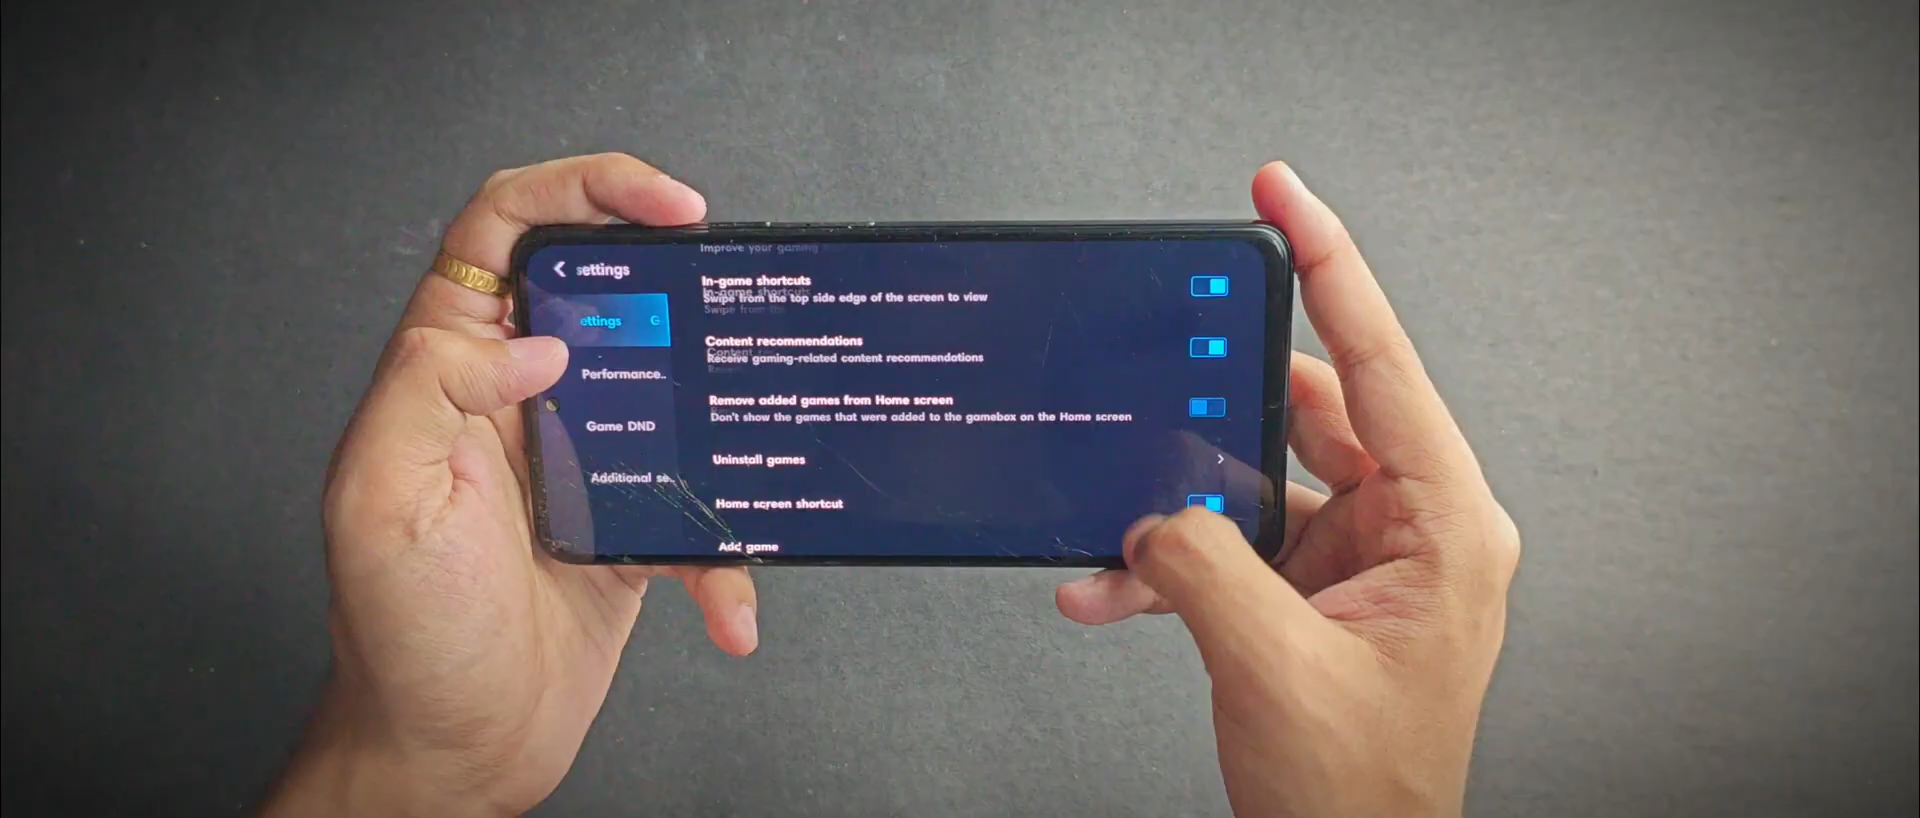 Improve your gaming
settings
In-game shortcuts
Swipe from the top side edge of the screen to view
ettings G
Content recommendations
Receive gaming-related content recommendations
Performance..
Remove added games from Home screen
Don't show the games that were added to the gamebox on the Home screen
Game DND
Uninstall games
Additional se..
Home screen shortcut
Add game